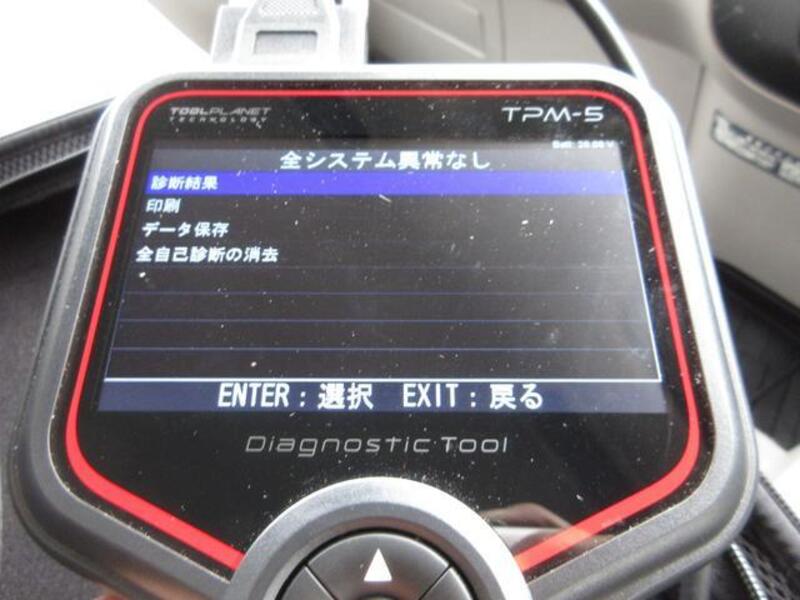 TOOLPLANET
TECHNOLOGY
TPM-5
全システム異常なし
診断結果
印刷
データ保存
全自己診断の消去
ENTER：選択 EXIT：戻る
Diagnostic Tool